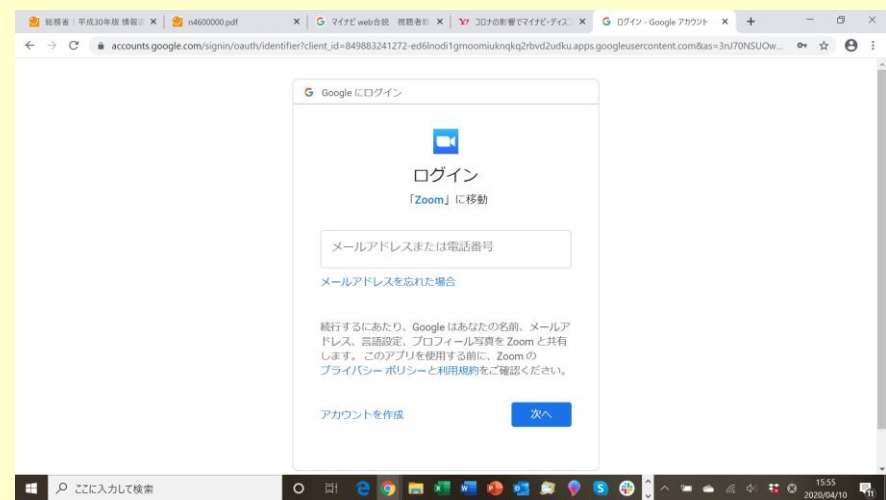 総務省｜平成30年版 情報
n4600000.pdf
マイナビ web合説 視聴者
コロナの影響でマイナビ・ディス
ログイン - Google アカウント
accounts.google.com/signin/oauth/identifier?client_id=849883241272-ed6lnodi1grnoomiuknqkq2rbvd2udku.apps.googleusercontent.com&as=3nJ70NSUOw...
Google にログイン
ログイン
「Zoom」に移動
メールアドレスまたは電話番号
メールアドレスを忘れた場合
続行するにあたり、Google はあなたの名前、メールア
ドレス、言語設定、プロフィール写真を Zoom と共有
します。このアプリを使用する前に、Zoom の
プライバシー ポリシーと利用規約をご確認ください。
アカウントを作成
次へ
ここに入力して検索
15:55
2020/04/10